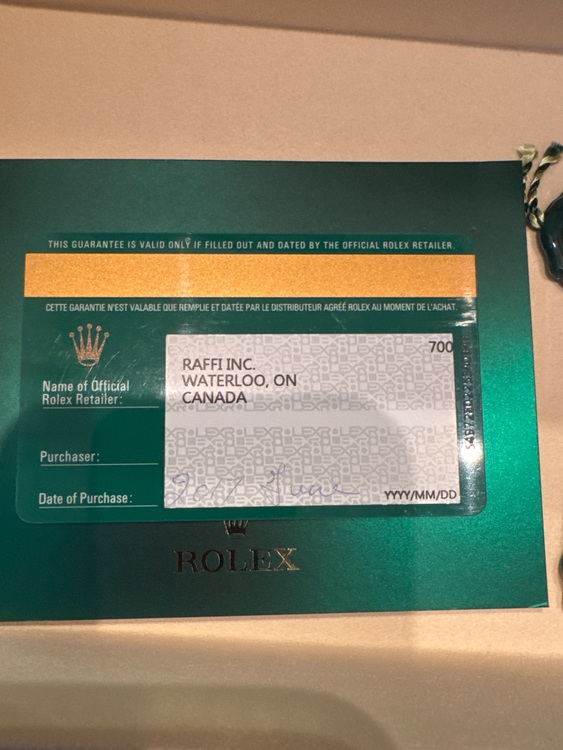 THIS GUARANTEE IS VALID ONLY IF FILLED OUT AND DATED BY THE OFFICIAL ROLEX RETAILER.
CETTE GARANTIE N'EST VALABLE QUE REMPLIE ET DATÉE PAR LE DISTRIBUTEUR AGRÉÉ ROLEX AU MOMENT DE L'ACHAT.
700
RAFFI INC.
WATERLOO, ON
CANADA
Name of Official
Rolex Retailer:
Purchaser:
Date of Purchase:
June
YYYY/MM/DD
ROLEX